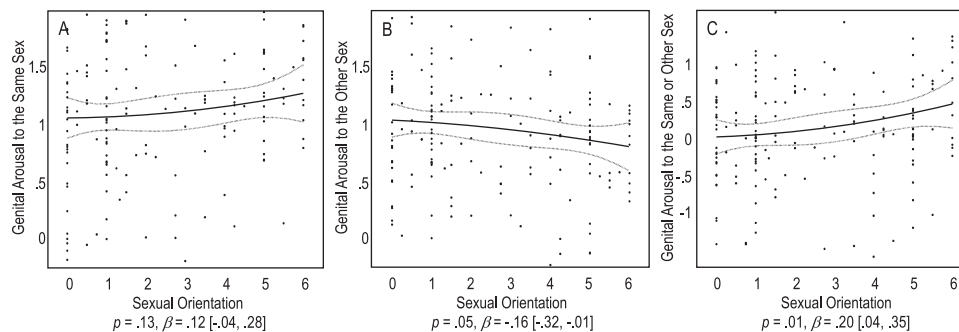 A
Genital Arousal to the Same Sex
1.5
1
.5
0
0 1 2 3 4 5 6
Sexual Orientation
p = .13, β = .12 [-.04, .28]
B
Genital Arousal to the Other Sex
1.5
1
.5
0
0 1 2 3 4 5 6
Sexual Orientation
p = .05, β = -.16 [-.32, -.01]
C
Genital Arousal to the Same or Other Sex
1
.5
0
-.5
-1
0 1 2 3 4 5 6
Sexual Orientation
p = .01, β = .20 [.04, .35]